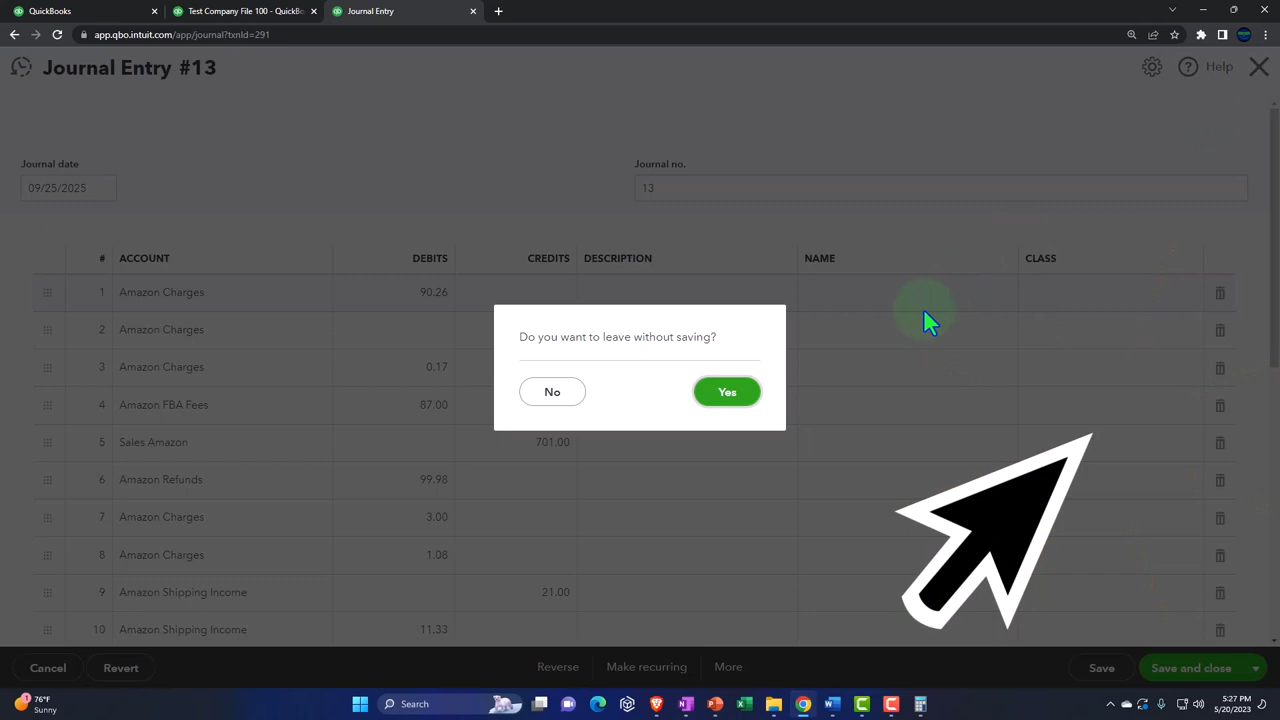 QuickBooks
Test Company File 100 - QuickBo
Journal Entry
app.qbo.intuit.com/app/journal?txnId=291
Journal Entry #13
Help
Journal date
Journal no.
09/25/2025
13
# ACCOUNT DEBITS CREDITS DESCRIPTION NAME CLASS
1 Amazon Charges 90.26
2 Amazon Charges
3 Amazon Charges 0.17
4 Amazon FBA Fees 87.00
5 Sales Amazon 701.00
6 Amazon Refunds 99.98
7 Amazon Charges 3.00
8 Amazon Charges 1.08
9 Amazon Shipping Income 21.00
10 Amazon Shipping Income 11.33
Do you want to leave without saving?
No
Yes
Cancel
Revert
Reverse
Make recurring
More
Save
Save and close
76°F
Sunny
Search
5:27 PM
5/20/2023